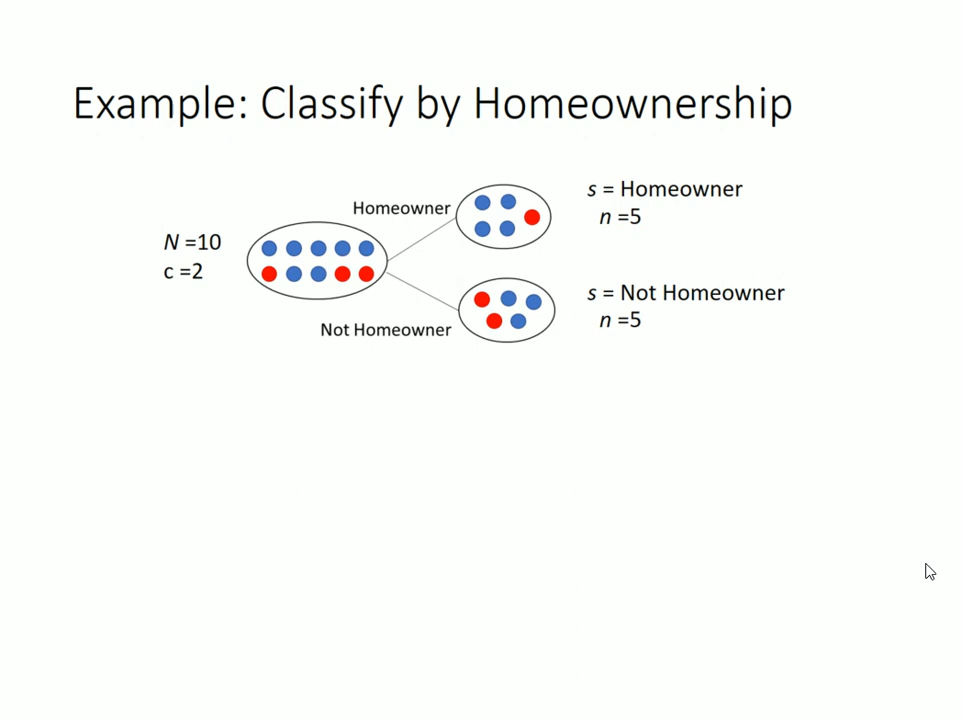 Example: Classify by Homeownership
Homeowner
s = Homeowner
n =5
N =10
c =2
s = Not Homeowner
n =5
Not Homeowner